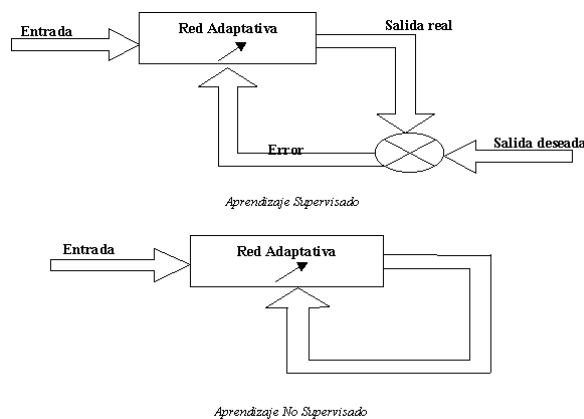 Entrada
Red Adaptativa
Salida real
Error
Salida deseada
Aprendizaje Supervisado
Entrada
Red Adaptativa
Aprendizaje No Supervisado